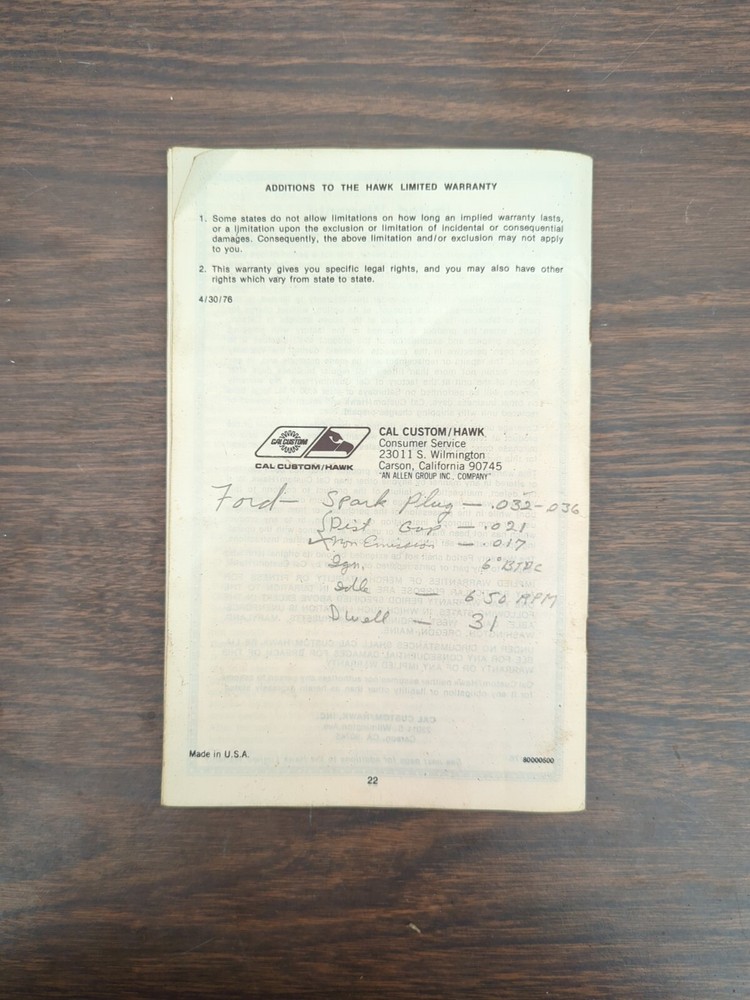 ADDITIONS TO THE HAWK LIMITED WARRANTY
1. Some states do not allow limitations on how long an implied warranty lasts,
or a limitation upon the exclusion or limitation of incidental or consequential
damages. Consequently, the above limitation and/or exclusion may not apply
to you.
2. This warranty gives you specific legal rights, and you may also have other
rights which vary from state to state.
4/30/76
CAL CUSTOM
CAL CUSTOM/HAWK
CAL CUSTOM/HAWK
Consumer Service
23011 S. Wilmington
Carson, California 90745
"AN ALLEN GROUP INC. COMPANY"
Ford - Spark Plug - .032-036
Dist Gap - .021
Non Emission - .017
Ign. 6° BTDC
Idle - 650 RPM
Dwell - 31
Made in U.S.A.
80000600
22